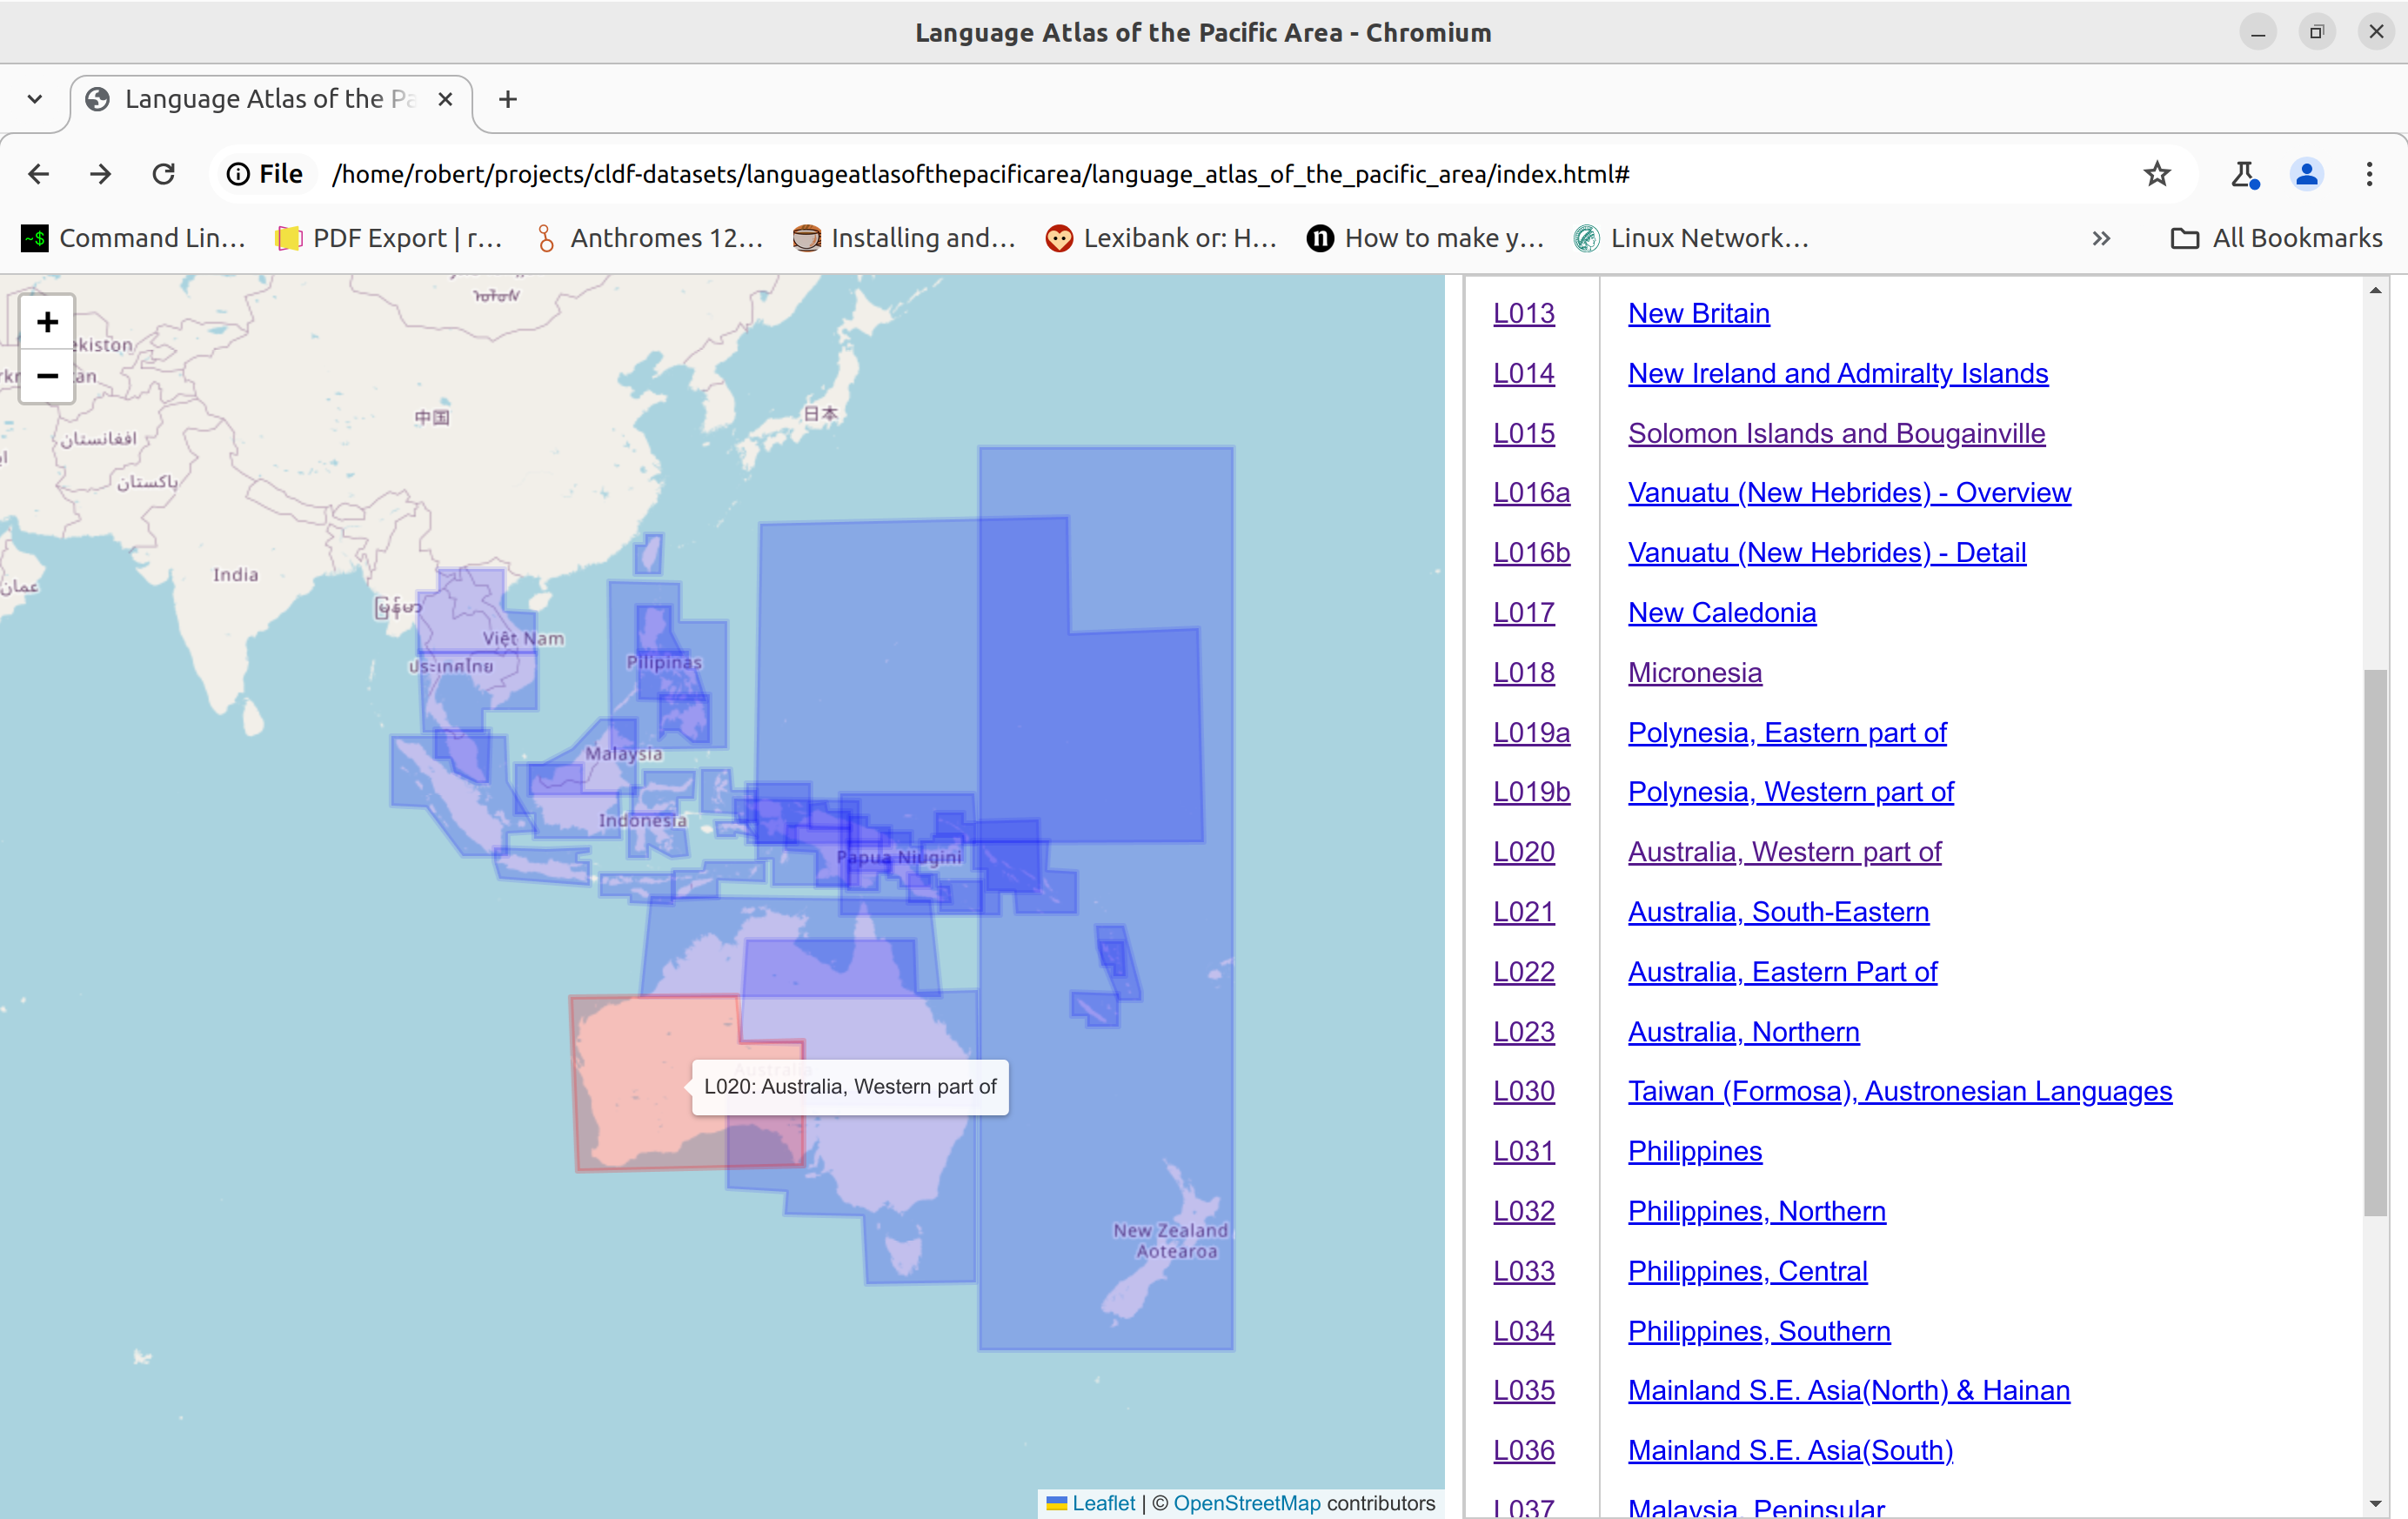 Language Atlas of the Pacific Area - Chromium
Language Atlas of the Pa
File /home/robert/projects/cldf-datasets/languageatlasofthepacificarea/language_atlas_of_the_pacific_area/index.html#
~$ Command Lin... PDF Export | r... Anthromes 12... Installing and... Lexibank or: H... n How to make y... Linux Network... » All Bookmarks
+
−
ekiston
an
افغانستان
پاکستان
عمان
中国
日本
India
Việt Nam
ประเทศไทย
Pilipinas
Malaysia
Indonesia
Papua Niugini
Australia
L020: Australia, Western part of
New Zealand
Aotearoa
Leaflet | © OpenStreetMap contributors
L013 New Britain
L014 New Ireland and Admiralty Islands
L015 Solomon Islands and Bougainville
L016a Vanuatu (New Hebrides) - Overview
L016b Vanuatu (New Hebrides) - Detail
L017 New Caledonia
L018 Micronesia
L019a Polynesia, Eastern part of
L019b Polynesia, Western part of
L020 Australia, Western part of
L021 Australia, South-Eastern
L022 Australia, Eastern Part of
L023 Australia, Northern
L030 Taiwan (Formosa), Austronesian Languages
L031 Philippines
L032 Philippines, Northern
L033 Philippines, Central
L034 Philippines, Southern
L035 Mainland S.E. Asia(North) & Hainan
L036 Mainland S.E. Asia(South)
L037 Malaysia, Peninsular